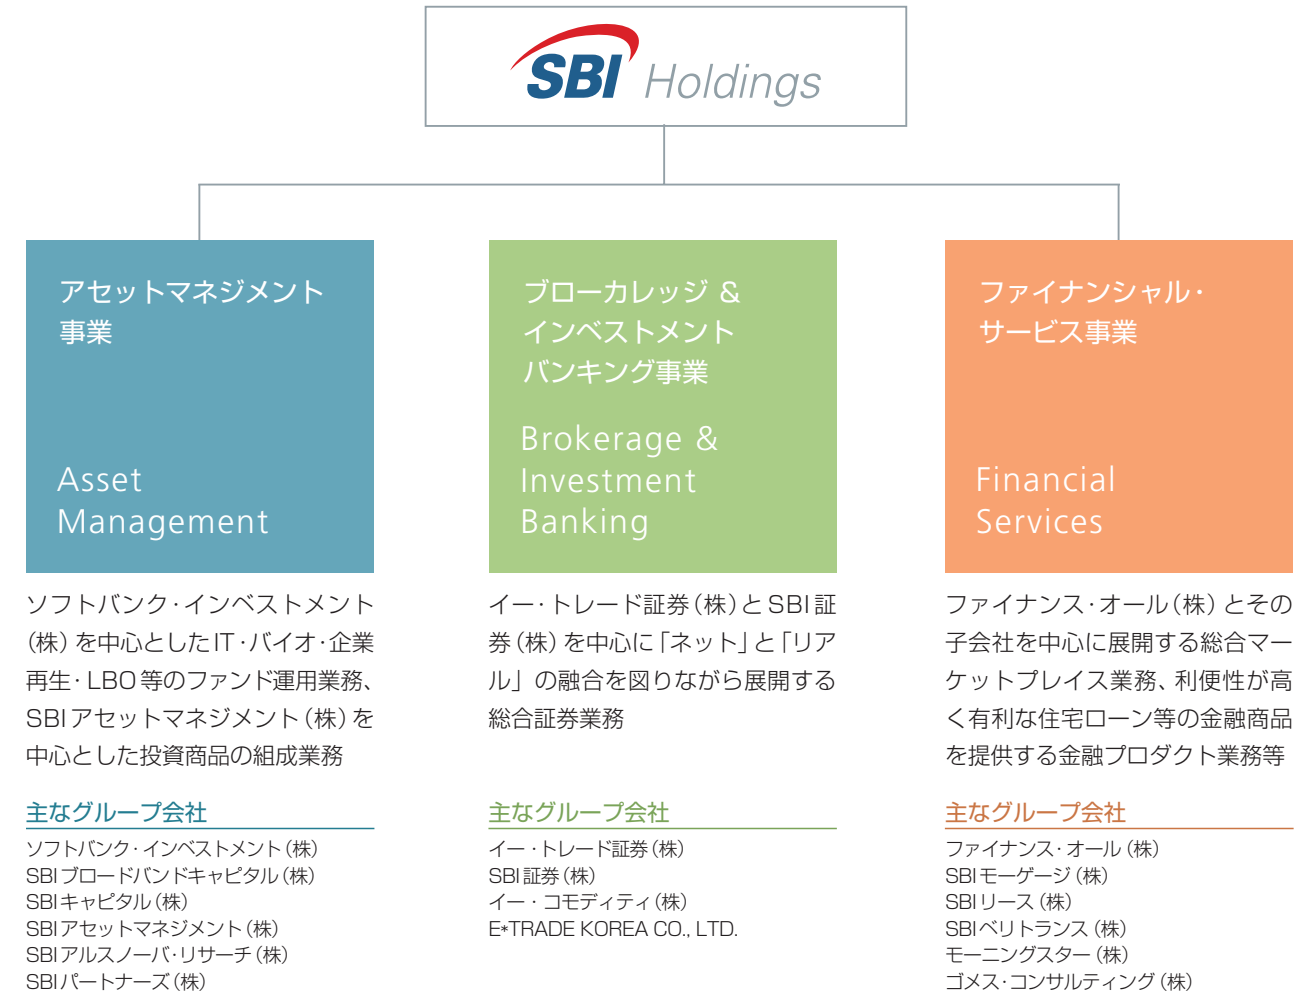 SBI Holdings
アセットマネジメント
事業
Asset
Management
ソフトバンク・インベストメント
（株）を中心としたIT・バイオ・企業
再生・LBO等のファンド運用業務、
SBIアセットマネジメント（株）を
中心とした投資商品の組成業務
主なグループ会社
ソフトバンク・インベストメント（株）
SBIブロードバンドキャピタル（株）
SBIキャピタル（株）
SBIアセットマネジメント（株）
SBIアルスノーバ・リサーチ（株）
SBIパートナーズ（株）
ブローカレッジ &
インベストメント
バンキング事業
Brokerage &
Investment
Banking
イー・トレード証券（株）とSBI証
券（株）を中心に「ネット」と「リア
ル」の融合を図りながら展開する
総合証券業務
主なグループ会社
イー・トレード証券（株）
SBI証券（株）
イー・コモディティ（株）
E*TRADE KOREA CO., LTD.
ファイナンシャル・
サービス事業
Financial
Services
ファイナンス・オール（株）とその
子会社を中心に展開する総合マー
ケットプレイス業務、利便性が高
く有利な住宅ローン等の金融商品
を提供する金融プロダクト業務等
主なグループ会社
ファイナンス・オール（株）
SBIモーゲージ（株）
SBIリース（株）
SBIベリトランス（株）
モーニングスター（株）
ゴメス・コンサルティング（株）